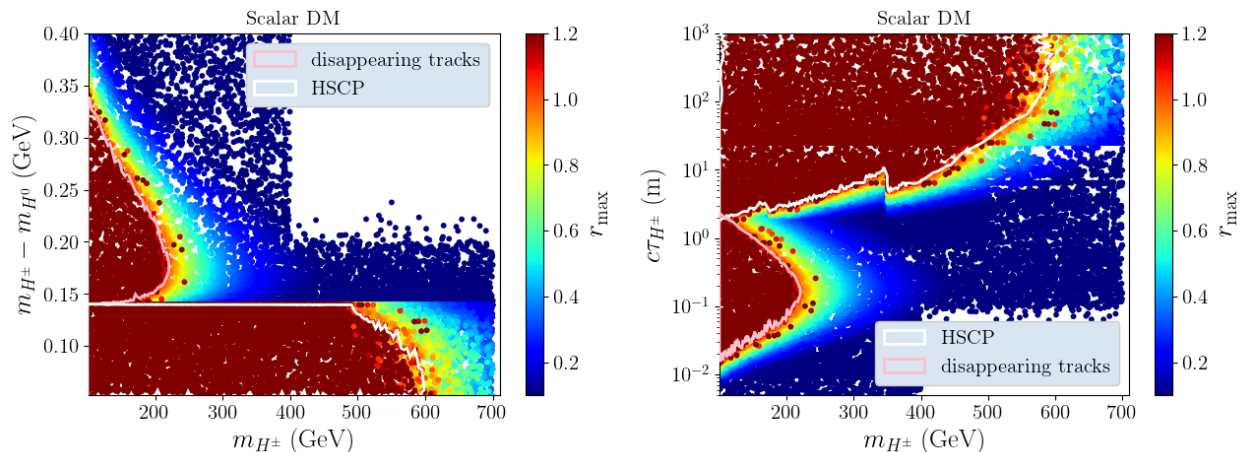 Scalar DM
disappearing tracks
HSCP
0.40
0.35
0.30
0.25
0.20
0.15
0.10
m_{H^±} − m_{H^0} (GeV)
200 300 400 500 600 700
m_{H^±} (GeV)
1.2
1.0
0.8
0.6
0.4
0.2
r_{max}
Scalar DM
10^3
10^2
10^1
10^0
10^{−1}
10^{−2}
cτ_{H^±} (m)
HSCP
disappearing tracks
200 300 400 500 600 700
m_{H^±} (GeV)
1.2
1.0
0.8
0.6
0.4
0.2
r_{max}